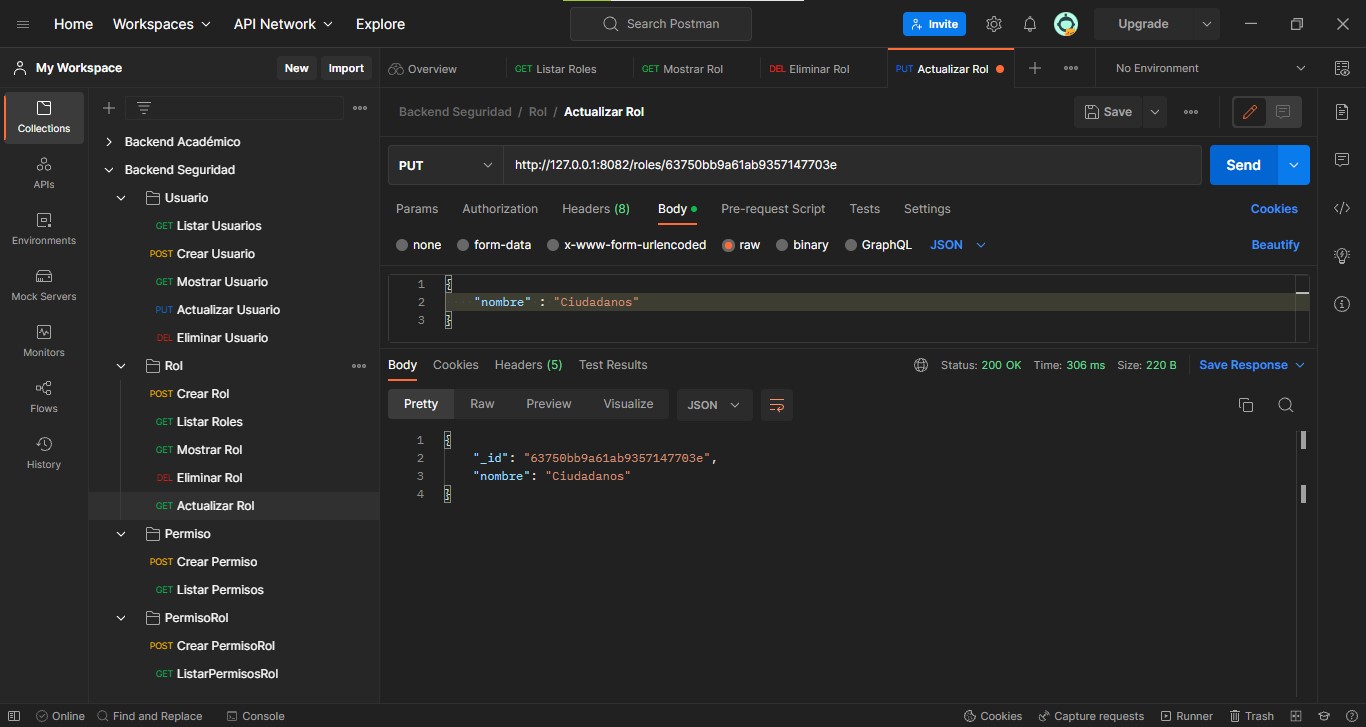 Home Workspaces API Network Explore Search Postman Invite Upgrade
My Workspace New Import Overview GET Listar Roles GET Mostrar Rol DEL Eliminar Rol PUT Actualizar Rol No Environment
Collections
APIs
Environments
Mock Servers
Monitors
Flows
History
Backend Académico
Backend Seguridad
Usuario
GET Listar Usuarios
POST Crear Usuario
GET Mostrar Usuario
PUT Actualizar Usuario
DEL Eliminar Usuario
Rol
POST Crear Rol
GET Listar Roles
GET Mostrar Rol
DEL Eliminar Rol
GET Actualizar Rol
Permiso
POST Crear Permiso
GET Listar Permisos
PermisoRol
POST Crear PermisoRol
GET ListarPermisosRol
Backend Seguridad / Rol / Actualizar Rol Save
PUT http://127.0.0.1:8082/roles/63750bb9a61ab9357147703e Send
Params Authorization Headers (8) Body Pre-request Script Tests Settings Cookies
none form-data x-www-form-urlencoded raw binary GraphQL JSON Beautify
1 {
2 "nombre" : "Ciudadanos"
3 }
Body Cookies Headers (5) Test Results Status: 200 OK Time: 306 ms Size: 220 B Save Response
Pretty Raw Preview Visualize JSON
1 {
2 "_id": "63750bb9a61ab9357147703e",
3 "nombre": "Ciudadanos"
4 }
Online Find and Replace Console Cookies Capture requests Runner Trash